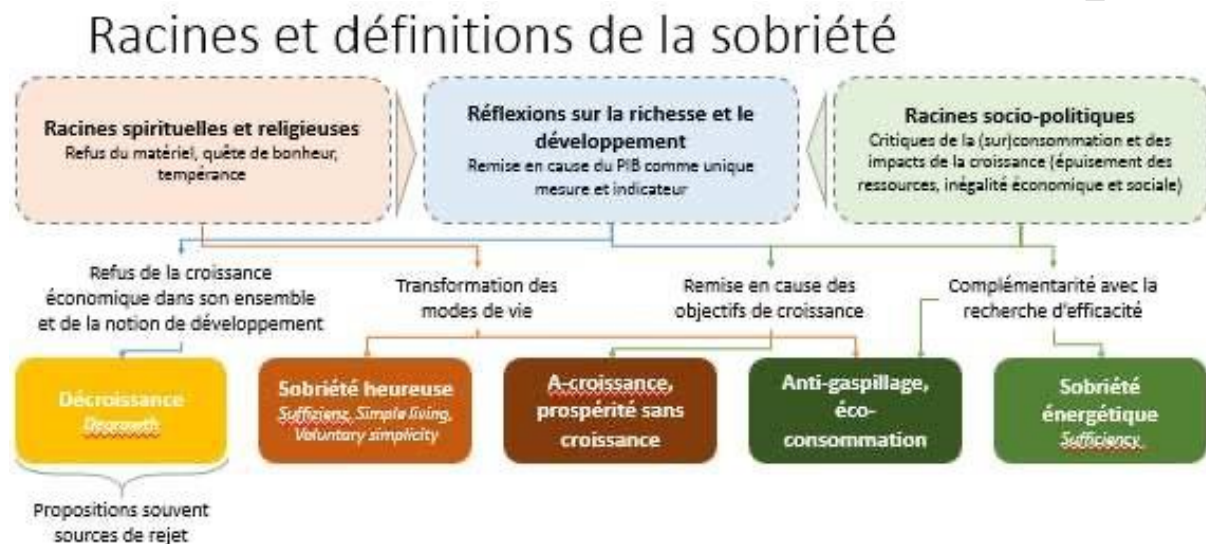 Racines et définitions de la sobriété
Racines spirituelles et religieuses
Refus du matériel, quête de bonheur,
tempérance
Réflexions sur la richesse et le
développement
Remise en cause du PIB comme unique
mesure et indicateur
Racines socio-politiques
Critiques de la (sur)consommation et des
impacts de la croissance (épuisement des
ressources, inégalité économique et sociale)
Refus de la croissance
économique dans son ensemble
et de la notion de développement
Transformation des
modes de vie
Remise en cause des
objectifs de croissance
Complémentarité avec la
recherche d'efficacité
Décroissance
Degrowth
Sobriété heureuse
Suffizienz, Simple living,
Voluntary simplicity
A-croissance,
prospérité sans
croissance
Anti-gaspillage,
éco-
consommation
Sobriété
énergétique
Sufficiency
Propositions souvent
sources de rejet